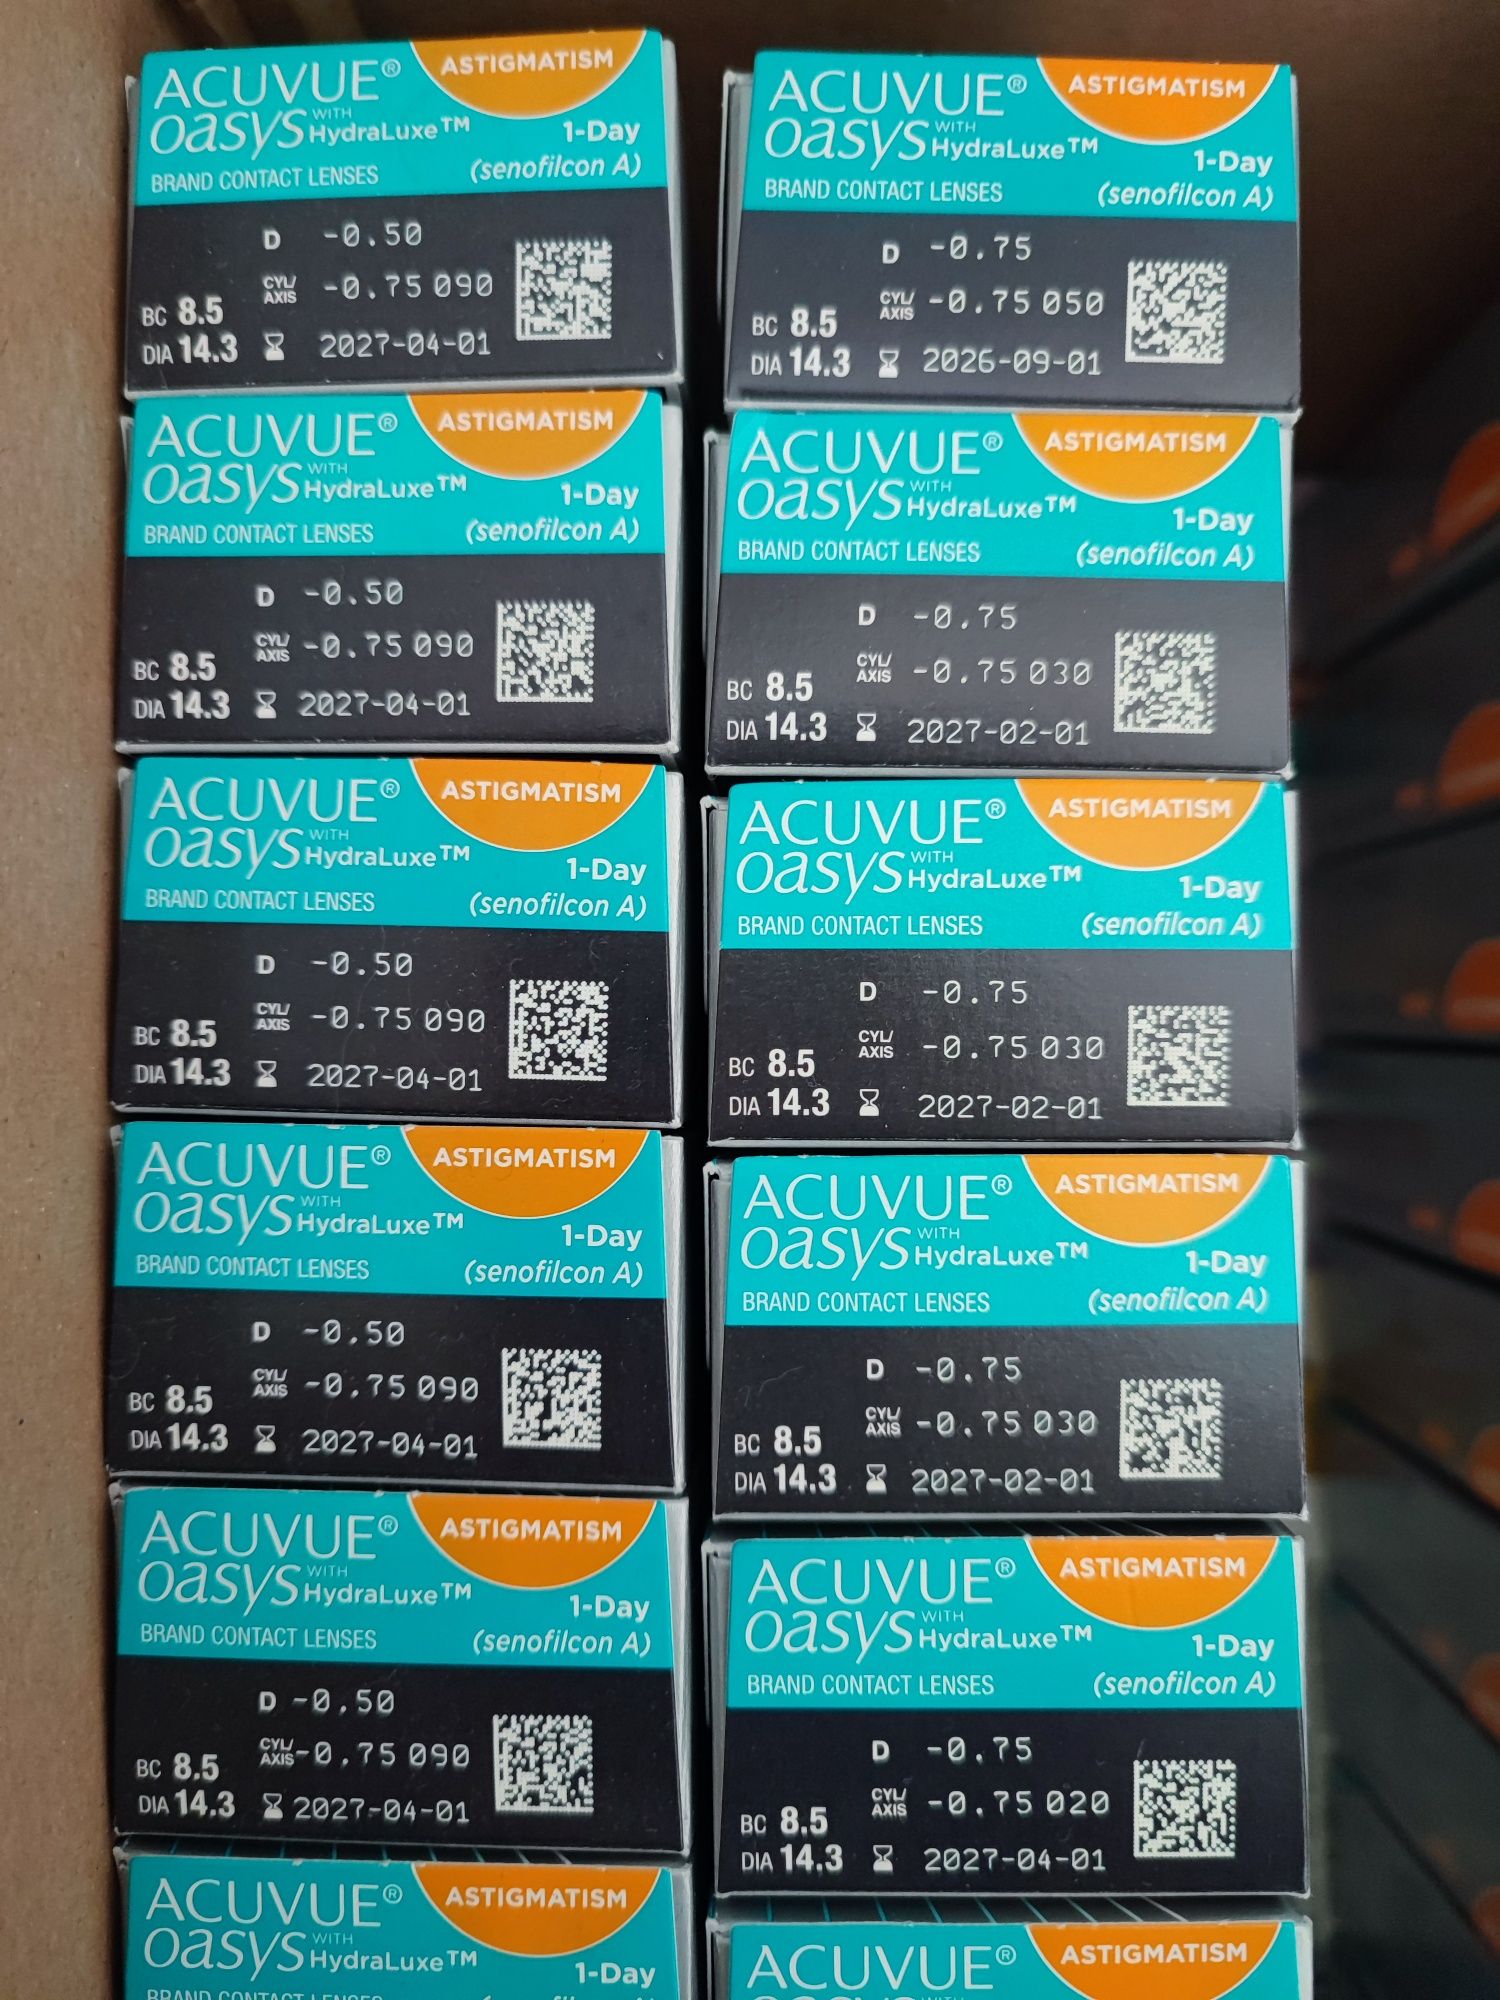 ACUVUE®
ASTIGMATISM
oasys WITH HydraLuxe™
1-Day
BRAND CONTACT LENSES
(senofilcon A)
D -0.50
CYL/AXIS -0.75 090
BC 8.5
DIA 14.3
2027-04-01
ACUVUE®
ASTIGMATISM
oasys WITH HydraLuxe™
1-Day
BRAND CONTACT LENSES
(senofilcon A)
D -0.50
CYL/AXIS -0.75 090
BC 8.5
DIA 14.3
2027-04-01
ACUVUE®
ASTIGMATISM
oasys WITH HydraLuxe™
1-Day
BRAND CONTACT LENSES
(senofilcon A)
D -0.50
CYL/AXIS -0.75 090
BC 8.5
DIA 14.3
2027-04-01
ACUVUE®
ASTIGMATISM
oasys WITH HydraLuxe™
1-Day
BRAND CONTACT LENSES
(senofilcon A)
D -0.50
CYL/AXIS -0.75 090
BC 8.5
DIA 14.3
2027-04-01
ACUVUE®
ASTIGMATISM
oasys WITH HydraLuxe™
1-Day
BRAND CONTACT LENSES
(senofilcon A)
D -0.50
CYL/AXIS -0.75 090
BC 8.5
DIA 14.3
2027-04-01
ACUVUE®
ASTIGMATISM
oasys WITH HydraLuxe™
1-Day
BRAND CONTACT LENSES
ACUVUE®
ASTIGMATISM
oasys WITH HydraLuxe™
1-Day
BRAND CONTACT LENSES
(senofilcon A)
D -0.75
CYL/AXIS -0.75 050
BC 8.5
DIA 14.3
2026-09-01
ACUVUE®
ASTIGMATISM
oasys WITH HydraLuxe™
1-Day
BRAND CONTACT LENSES
(senofilcon A)
D -0.75
CYL/AXIS -0.75 030
BC 8.5
DIA 14.3
2027-02-01
ACUVUE®
ASTIGMATISM
oasys WITH HydraLuxe™
1-Day
BRAND CONTACT LENSES
(senofilcon A)
D -0.75
CYL/AXIS -0.75 030
BC 8.5
DIA 14.3
2027-02-01
ACUVUE®
ASTIGMATISM
oasys WITH HydraLuxe™
1-Day
BRAND CONTACT LENSES
(senofilcon A)
D -0.75
CYL/AXIS -0.75 030
BC 8.5
DIA 14.3
2027-02-01
ACUVUE®
ASTIGMATISM
oasys WITH HydraLuxe™
1-Day
BRAND CONTACT LENSES
(senofilcon A)
D -0.75
CYL/AXIS -0.75 020
BC 8.5
DIA 14.3
2027-04-01
ACUVUE®
ASTIGMATISM